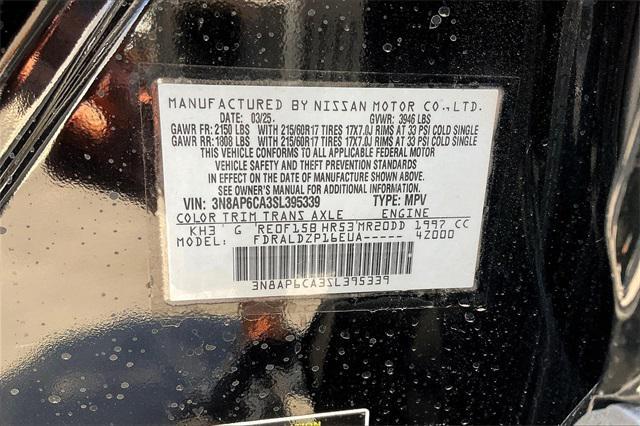 MANUFACTURED BY NISSAN MOTOR CO., LTD.
DATE: 03/25. GVWR: 3946 LBS
GAWR FR: 2150 LBS WITH 215/60R17 TIRES 17X7.0J RIMS AT 33 PSI COLD SINGLE
GAWR RR: 1808 LBS WITH 215/60R17 TIRES 17X7.0J RIMS AT 33 PSI COLD SINGLE
THIS VEHICLE CONFORMS TO ALL APPLICABLE FEDERAL MOTOR
VEHICLE SAFETY AND THEFT PREVENTION STANDARDS
IN EFFECT ON THE DATE OF MANUFACTURE SHOWN ABOVE.
SEE OWNER'S MANUAL FOR ADDITIONAL INFORMATION.
VIN: 3N8AP6CA3SL395339 TYPE: MPV
COLOR TRIM TRANS AXLE ENGINE
KH3 G RE0F15B HR53 MR20DD 1997 CC
FDRALDZP16EUA----- 4Z000
3N8AP6CA3SL395339